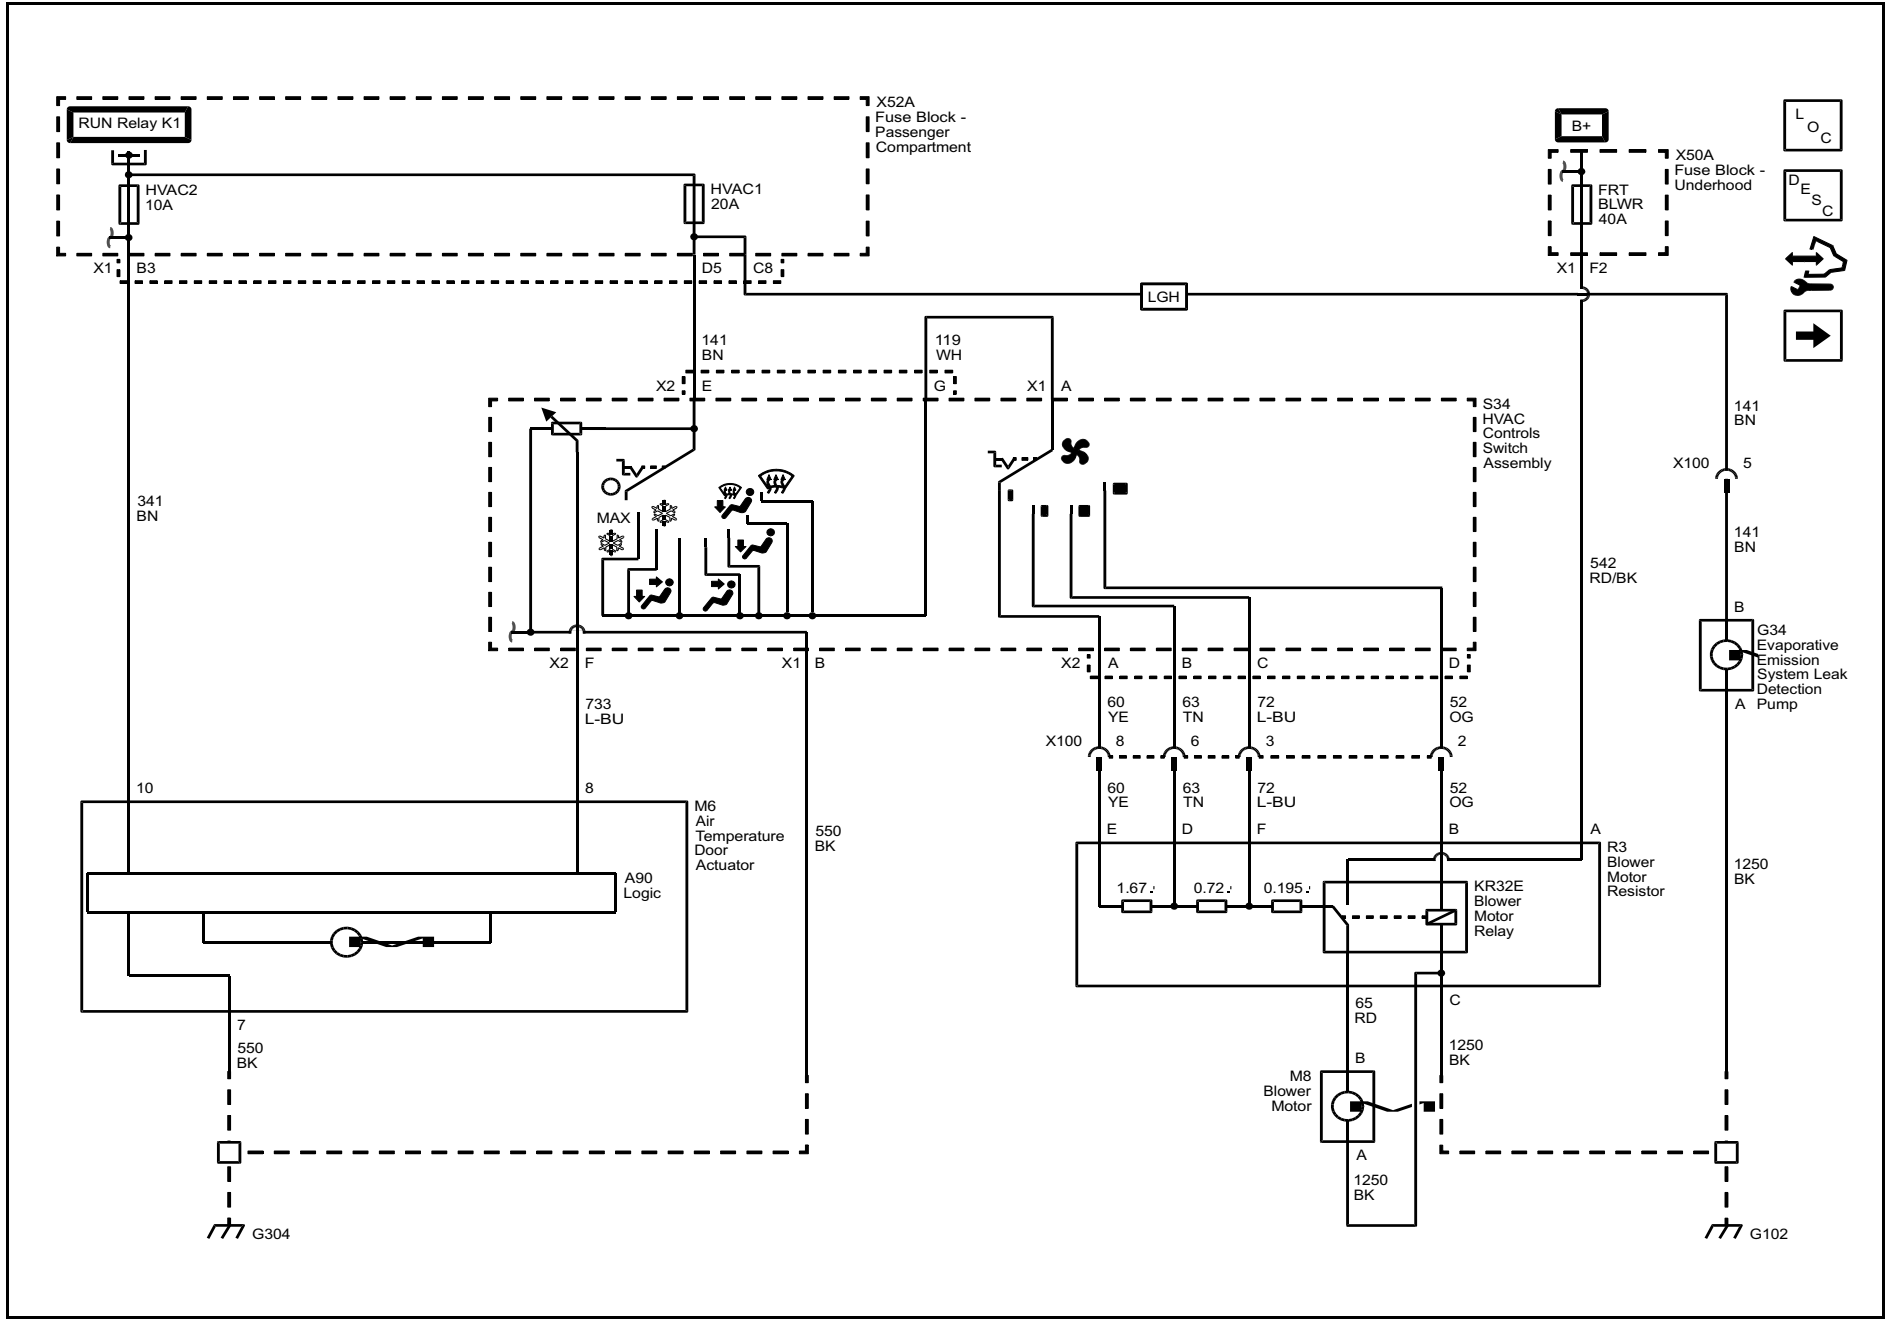 X52A
Fuse Block -
Passenger
Compartment
RUN Relay K1
HVAC2
10A
HVAC1
20A
X1
B3
D5
C8
B+
X50A
Fuse Block -
Underhood
FRT
BLWR
40A
X1
F2
L
O
C
D
E
S
C
LGH
141
BN
119
WH
X2
E
G
X1
A
S34
HVAC
Controls
Switch
Assembly
MAX
341
BN
141
BN
X100
5
141
BN
542
RD/BK
B
G34
Evaporative
Emission
System Leak
Detection
Pump
A
X2
F
X1
B
X2
A
B
C
D
733
L-BU
60
YE
63
TN
72
L-BU
52
OG
X100
8
6
3
2
60
YE
63
TN
72
L-BU
52
OG
10
8
M6
Air
Temperature
Door
Actuator
A90
Logic
550
BK
E
D
F
B
A
R3
Blower
Motor
Resistor
1.67
0.72
0.195
KR32E
Blower
Motor
Relay
1250
BK
7
550
BK
65
RD
C
1250
BK
B
M8
Blower
Motor
A
1250
BK
G304
G102